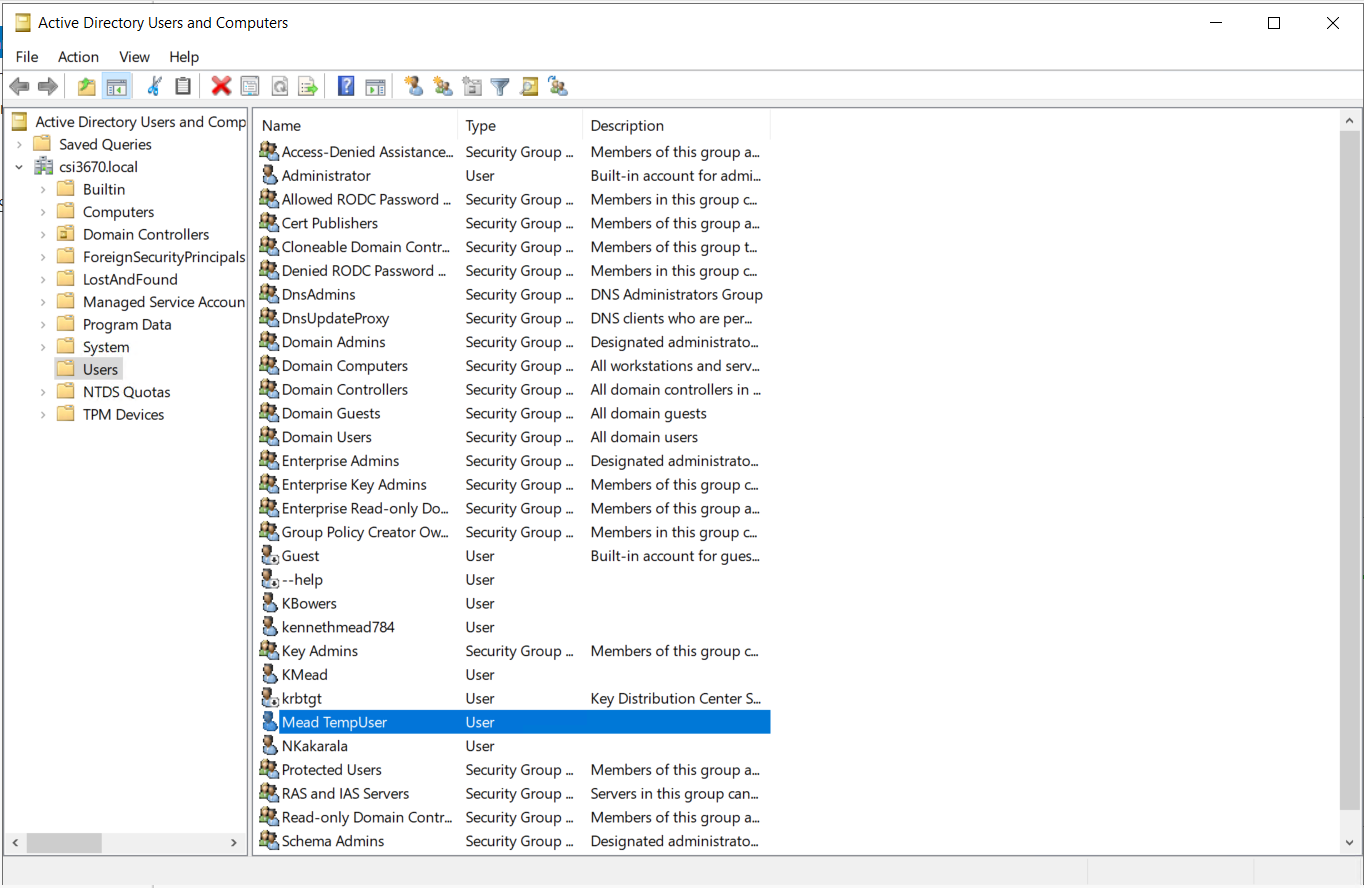 Active Directory Users and Computers
File Action View Help
Active Directory Users and Comp
Saved Queries
csi3670.local
Builtin
Computers
Domain Controllers
ForeignSecurityPrincipals
LostAndFound
Managed Service Accoun
Program Data
System
Users
NTDS Quotas
TPM Devices
Name Type Description
Access-Denied Assistance... Security Group ... Members of this group a...
Administrator User Built-in account for admi...
Allowed RODC Password ... Security Group ... Members in this group c...
Cert Publishers Security Group ... Members of this group a...
Cloneable Domain Contr... Security Group ... Members of this group t...
Denied RODC Password ... Security Group ... Members in this group c...
DnsAdmins Security Group ... DNS Administrators Group
DnsUpdateProxy Security Group ... DNS clients who are per...
Domain Admins Security Group ... Designated administrato...
Domain Computers Security Group ... All workstations and serv...
Domain Controllers Security Group ... All domain controllers in ...
Domain Guests Security Group ... All domain guests
Domain Users Security Group ... All domain users
Enterprise Admins Security Group ... Designated administrato...
Enterprise Key Admins Security Group ... Members of this group c...
Enterprise Read-only Do... Security Group ... Members of this group a...
Group Policy Creator Ow... Security Group ... Members in this group c...
Guest User Built-in account for gues...
--help User
KBowers User
kennethmead784 User
Key Admins Security Group ... Members of this group c...
KMead User
krbtgt User Key Distribution Center S...
Mead TempUser User
NKakarala User
Protected Users Security Group ... Members of this group a...
RAS and IAS Servers Security Group ... Servers in this group can...
Read-only Domain Contr... Security Group ... Members of this group a...
Schema Admins Security Group ... Designated administrato...